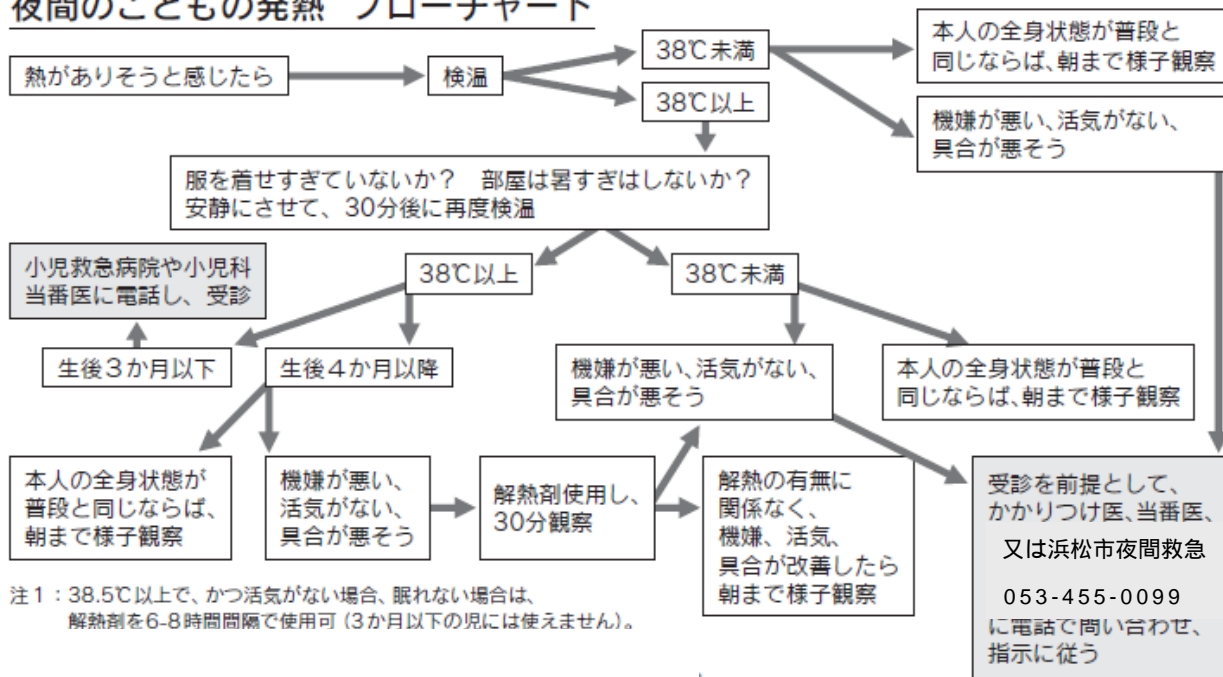 夜間のこどもの発熱 フローチャート
熱がありそうと感じたら
検温
38℃未満
38℃以上
本人の全身状態が普段と
同じならば、朝まで様子観察
機嫌が悪い、活気がない、
具合が悪そう
服を着せすぎていないか？ 部屋は暑すぎはしないか？
安静にさせて、30分後に再度検温
小児救急病院や小児科
当番医に電話し、受診
38℃以上
38℃未満
生後３か月以下
生後４か月以降
機嫌が悪い、活気がない、
具合が悪そう
本人の全身状態が普段と
同じならば、朝まで様子観察
本人の全身状態が
普段と同じならば、
朝まで様子観察
機嫌が悪い、
活気がない、
具合が悪そう
解熱剤使用し、
30分観察
解熱の有無に
関係なく、
機嫌、活気、
具合が改善したら
朝まで様子観察
受診を前提として、
かかりつけ医、当番医、
又は浜松市夜間救急
053-455-0099
に電話で問い合わせ、
指示に従う
注１：38.5℃以上で、かつ活気がない場合、眠れない場合は、
解熱剤を6-8時間間隔で使用可（3か月以下の児には使えません）。